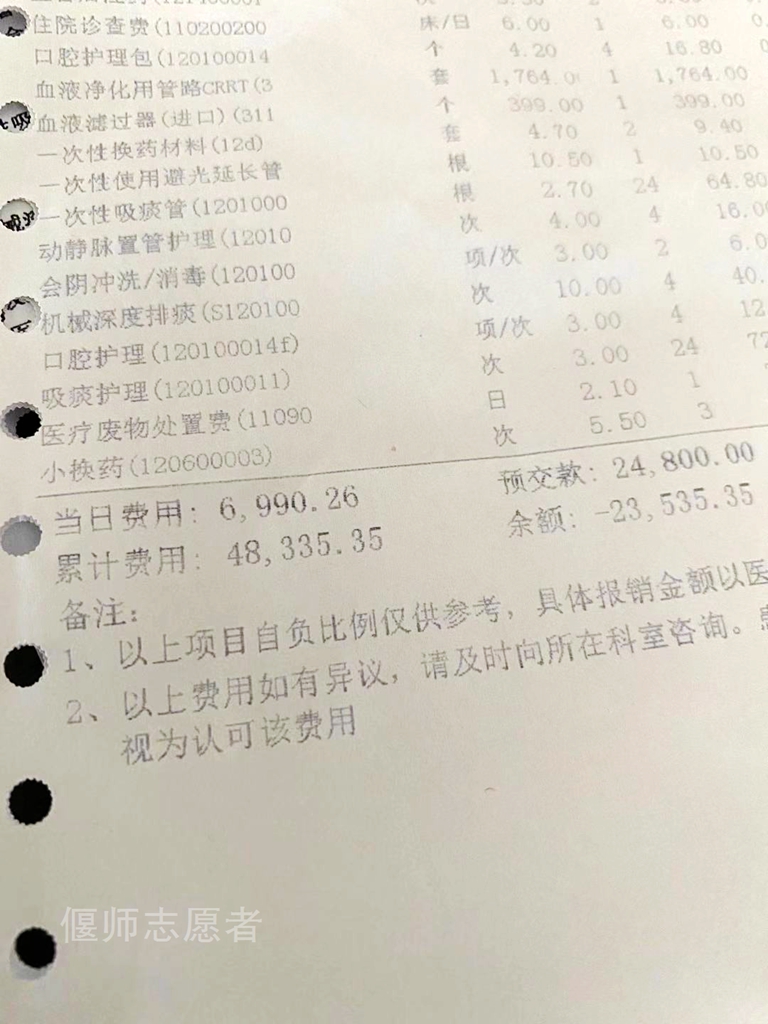 住院诊查费(110200200 床/日 6.00 1 6.00
口腔护理包(120100014 个 4.20 4 16.80
血液净化用管路CRRT(3 套 1,764.0 1 1,764.00
血液滤过器(进口)(311 个 399.00 1 399.00
一次性换药材料(12d) 套 4.70 2 9.40
一次性使用避光延长管 根 10.50 1 10.50
一次性吸痰管(1201000 根 2.70 24 64.80
动静脉置管护理(12010 次 4.00 4 16.0
会阴冲洗/消毒(120100 项/次 3.00 2 6.0
机械深度排痰(S120100 次 10.00 4 40.
口腔护理(120100014f) 项/次 3.00 4 12
吸痰护理(120100011) 次 3.00 24 72
医疗废物处置费(11090 日 2.10 1
小换药(120600003) 次 5.50 3
当日费用: 6,990.26 预交款: 24,800.00
累计费用: 48,335.35 余额: -23,535.35
备注:
1、以上项目自负比例仅供参考,具体报销金额以医
2、以上费用如有异议,请及时向所在科室咨询。
视为认可该费用
偃师志愿者